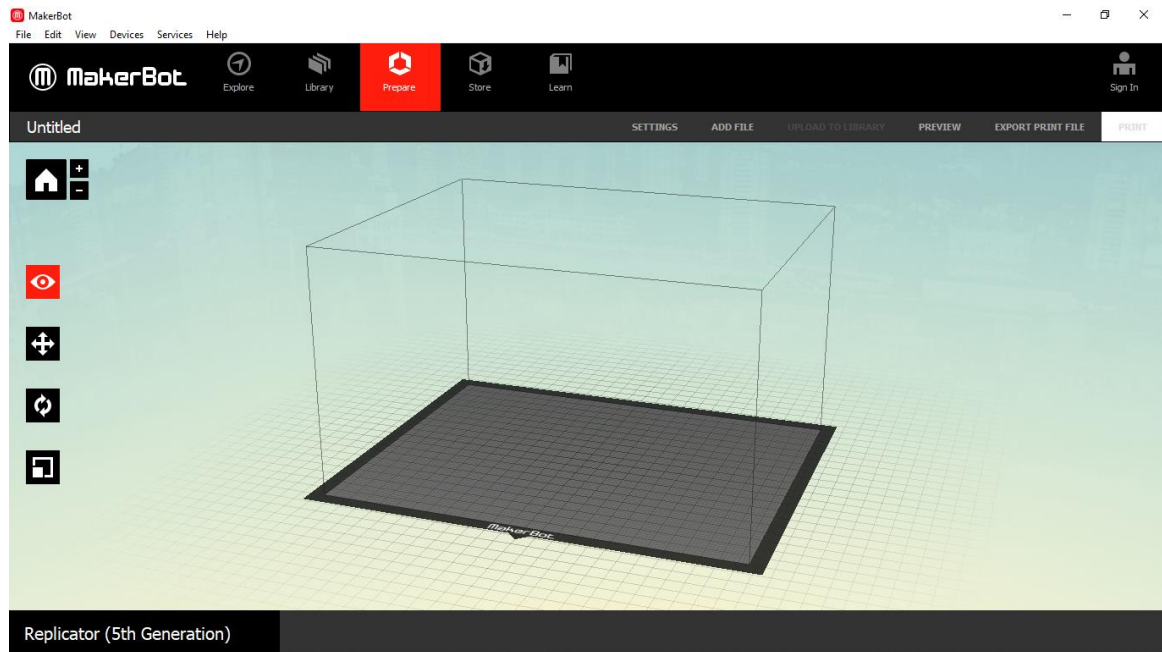 MakerBot
File Edit View Devices Services Help
MakerBot Explore Library Prepare Store Learn Sign In
Untitled SETTINGS ADD FILE UPLOAD TO LIBRARY PREVIEW EXPORT PRINT FILE PRINT
+
-
MakerBot
Replicator (5th Generation)